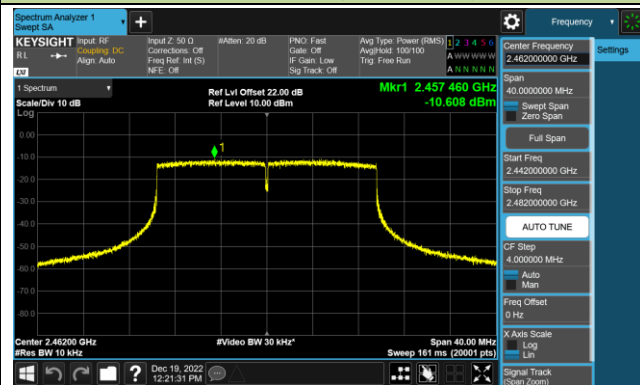 Spectrum Analyzer 1
Swept SA
+
Frequency
KEYSIGHT
RL
LXI
Input: RF
Coupling: DC
Align: Auto
Input Z: 50 Ω
Corrections: Off
Freq Ref: Int (S)
NFE: Off
#Atten: 20 dB
PNO: Fast
Gate: Off
IF Gain: Low
Sig Track: Off
Avg Type: Power (RMS)
Avg|Hold: 100/100
Trig: Free Run
1 2 3 4 5 6
A W W W W W
A N N N N N
1 Spectrum
Scale/Div 10 dB
Log
Ref Lvl Offset 22.00 dB
Ref Level 10.00 dBm
Mkr1 2.457 460 GHz
-10.608 dBm
1
0.00
-10.0
-20.0
-30.0
-40.0
-50.0
-60.0
-70.0
-80.0
Center 2.46200 GHz
#Res BW 10 kHz
#Video BW 30 kHz*
Span 40.00 MHz
Sweep 161 ms (20001 pts)
?
Dec 19, 2022
12:21:31 PM
Center Frequency
2.462000000 GHz
Span
40.0000000 MHz
Swept Span
Zero Span
Full Span
Start Freq
2.442000000 GHz
Stop Freq
2.482000000 GHz
AUTO TUNE
CF Step
4.000000 MHz
Auto
Man
Freq Offset
0 Hz
X Axis Scale
Log
Lin
Signal Track
(Span Zoom)
Settings